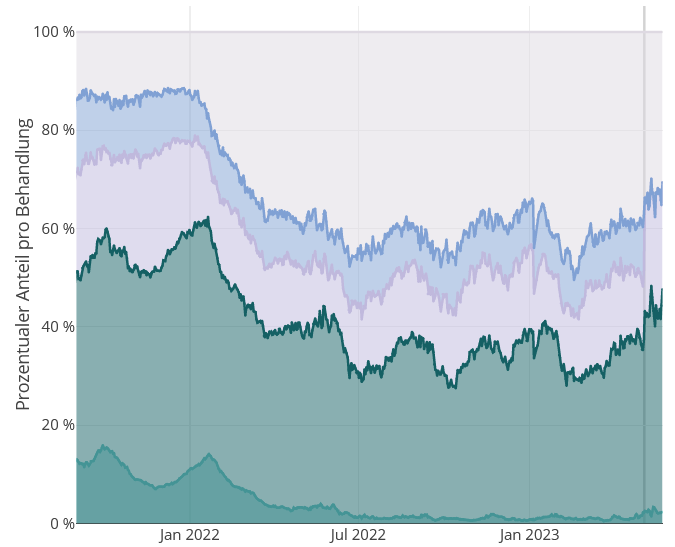 100 %
80 %
60 %
40 %
20 %
0 %
Prozentualer Anteil pro Behandlung
Jan 2022
Jul 2022
Jan 2023